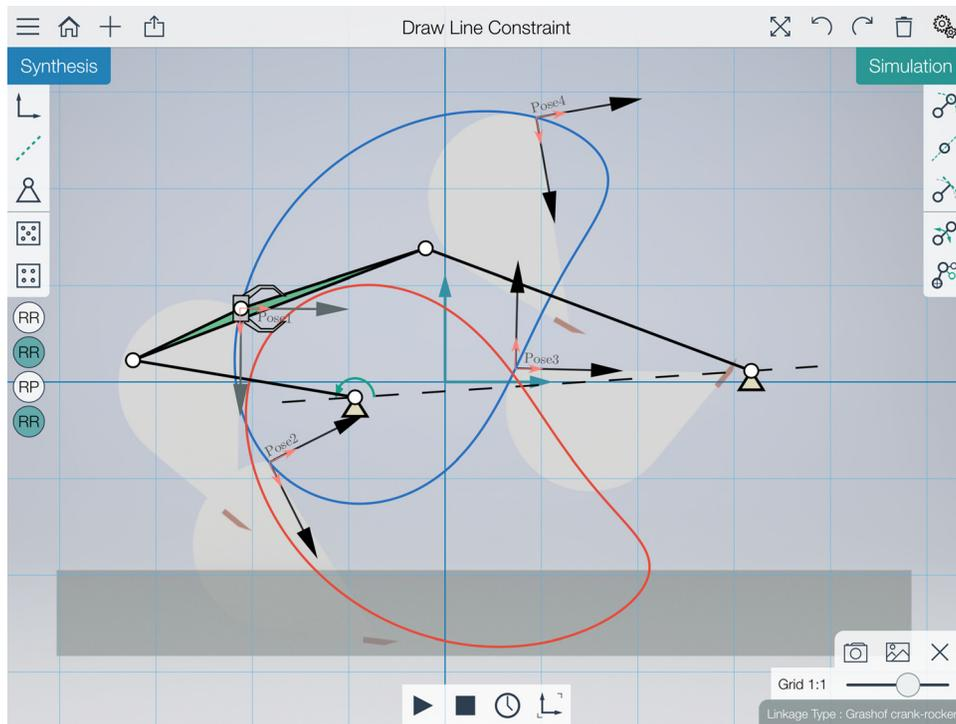 Draw Line Constraint
Synthesis
Simulation
Pose4
Pose1
Pose3
RR
RR
RP
RR
Pose2
Grid 1:1
Linkage Type : Grashof crank-rocker